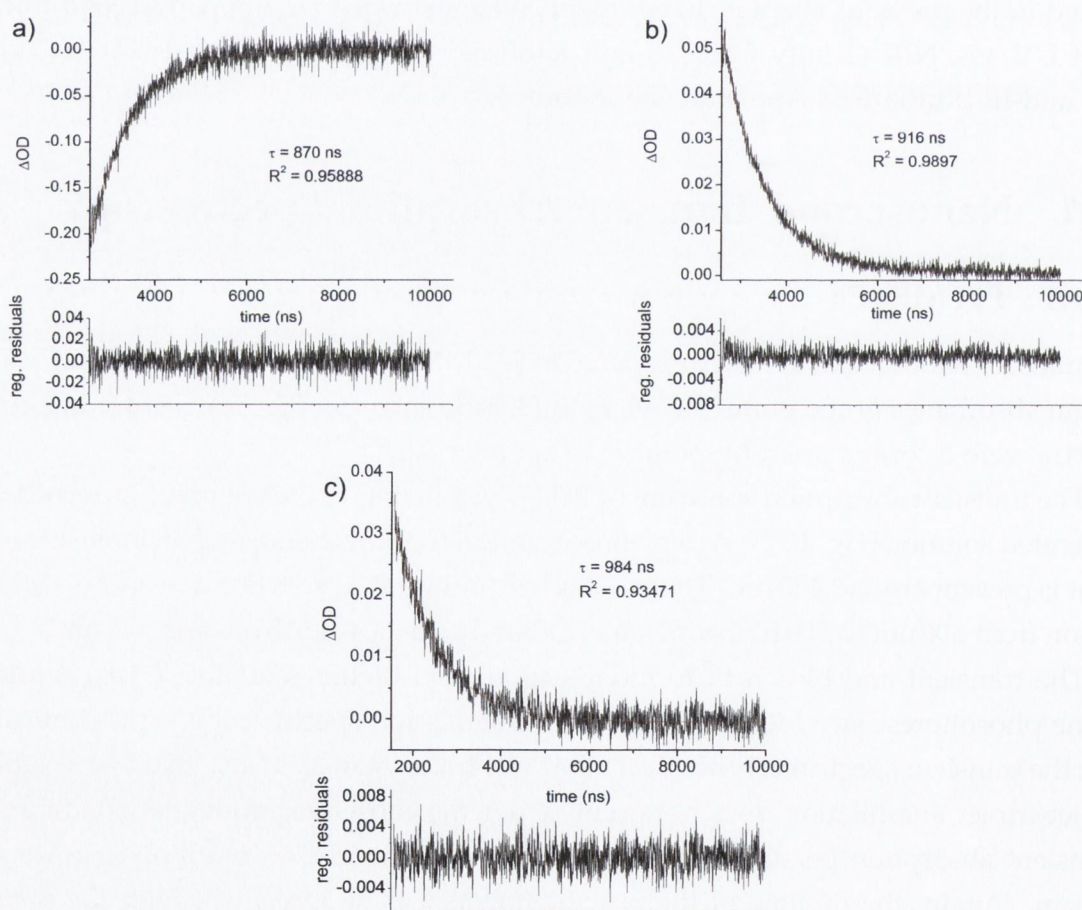 a)
0.00
-0.05
-0.10
-0.15
-0.20
-0.25
ΔOD
τ = 870 ns
R² = 0.95888
4000 6000 8000 10000
time (ns)
0.04
0.02
0.00
-0.02
-0.04
reg. residuals
b)
0.05
0.04
0.03
0.02
0.01
0.00
ΔOD
τ = 916 ns
R² = 0.9897
4000 6000 8000 10000
time (ns)
0.004
0.000
-0.004
-0.008
reg. residuals
c)
0.04
0.03
0.02
0.01
0.00
ΔOD
τ = 984 ns
R² = 0.93471
2000 4000 6000 8000 10000
time (ns)
0.008
0.004
0.000
-0.004
reg. residuals